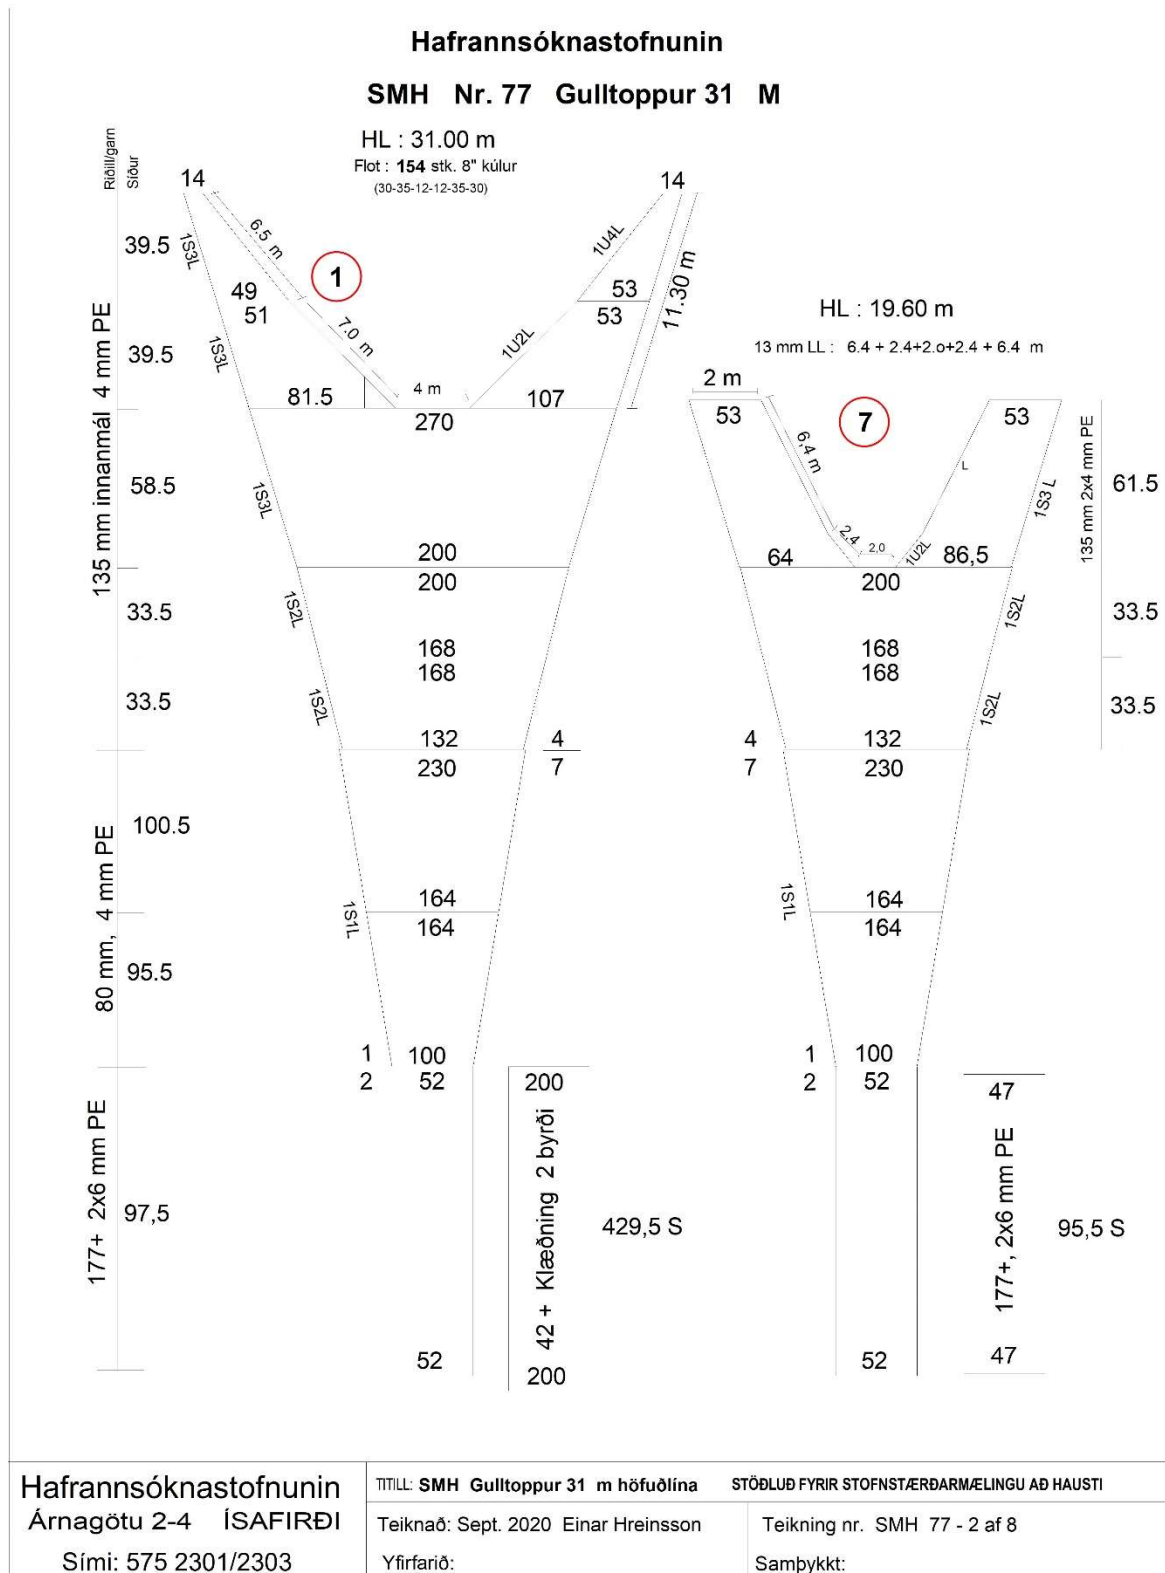 Hafrannsóknastofnunin
SMH Nr. 77 Gulltoppur 31 M
HL : 31.00 m
Flot : 154 stk. 8" kúlur
(30-35-12-12-35-30)
Riðill/garn
Síður
14
14
39.5
1S3L
6.5 m
1
1U4L
49
51
53
53
11.30 m
HL : 19.60 m
13 mm LL : 6.4 + 2.4+2.o+2.4 + 6.4 m
135 mm innanmál 4 mm PE
39.5
1S3L
7.0 m
1U2L
4 m
81.5
270
107
2 m
53
7
53
6,4 m
L
135 mm 2x4 mm PE
58.5
1S3L
61.5
1S3 L
2,4
2,0
1U2L
200
200
64
200
86,5
33.5
1S2L
1S2L
33.5
168
168
168
168
33.5
1S2L
1S2L
33.5
132
4
4
132
230
7
7
230
80 mm, 4 mm PE
100.5
164
164
1S1L
1S1L
164
164
95.5
1
100
1
100
2
52
200
2
52
47
177+ 2x6 mm PE
97,5
42 + Klæðning 2 byrði
429,5 S
177+, 2x6 mm PE
95,5 S
52
200
52
47
Hafrannsóknastofnunin
Árnagötu 2-4 ÍSAFIRÐI
Sími: 575 2301/2303
TITILL: SMH Gulltoppur 31 m höfuðlína STÖÐLUÐ FYRIR STOFNSTÆRÐARMÆLINGU AÐ HAUSTI
Teiknað: Sept. 2020 Einar Hreinsson
Teikning nr. SMH 77 - 2 af 8
Yfirfarið:
Samþykkt: